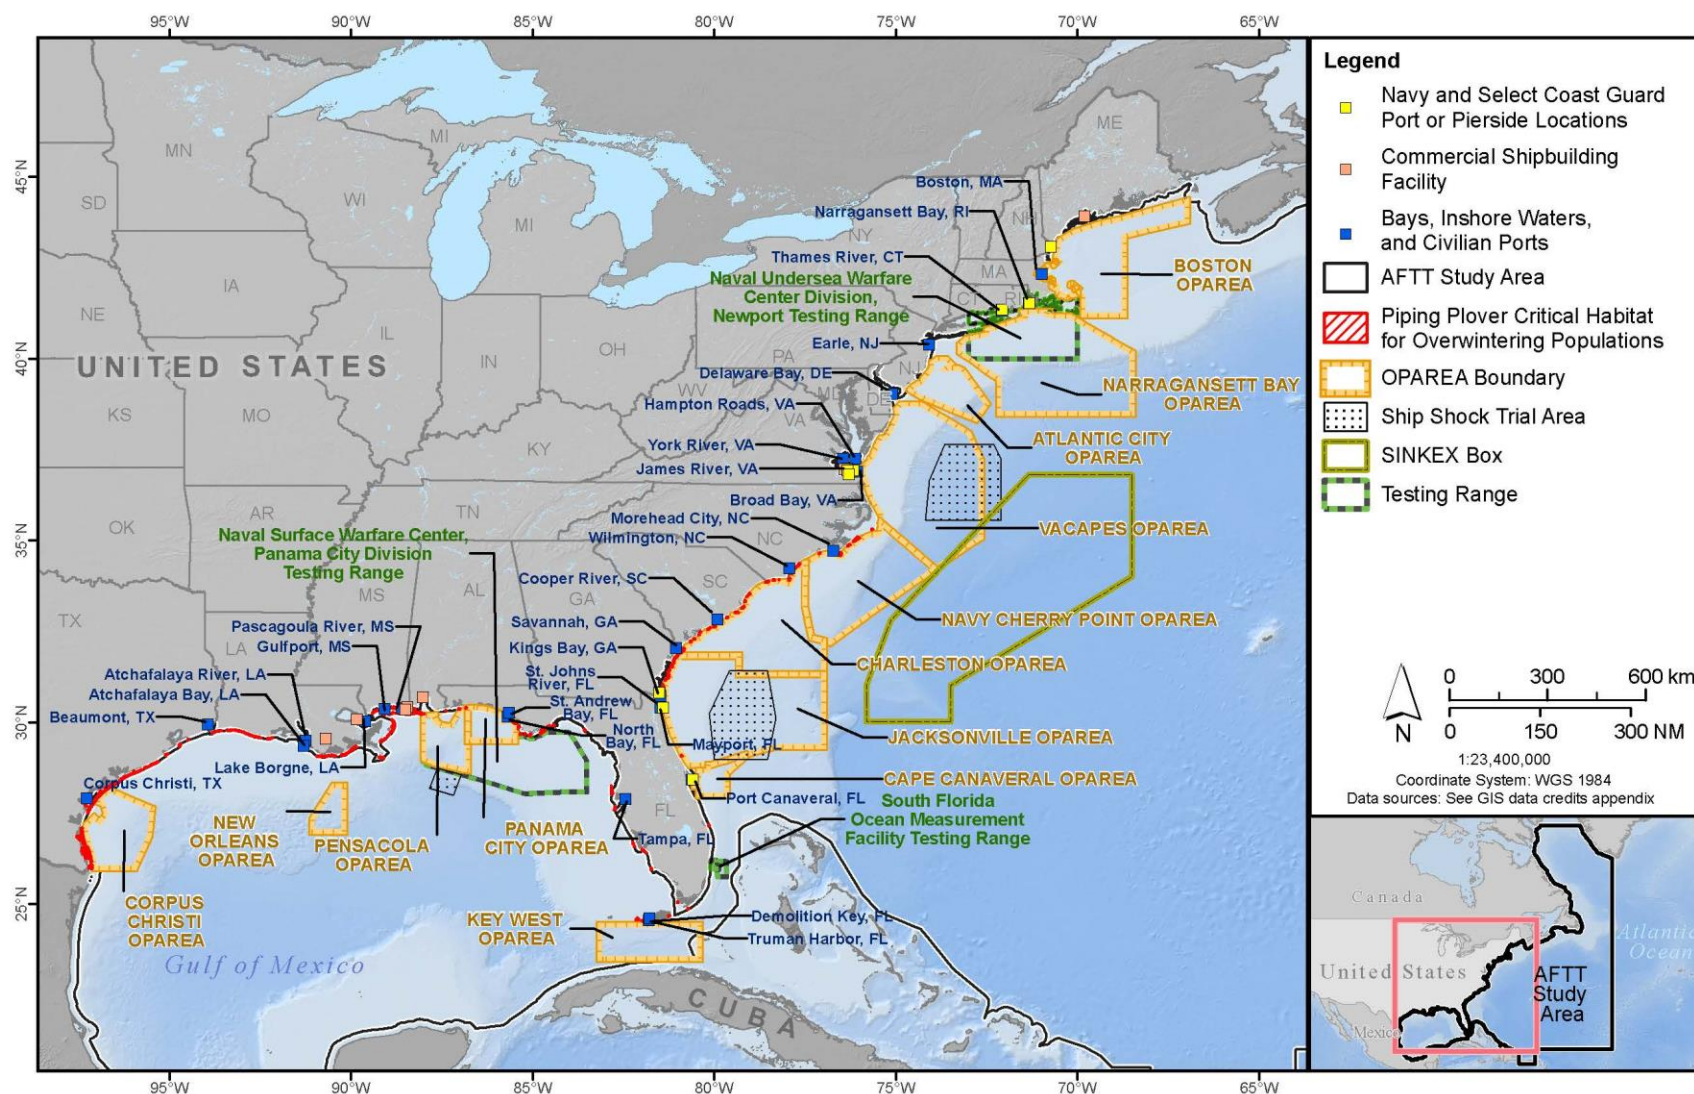 95°W 90°W 85°W 80°W 75°W 70°W 65°W
45°N
40°N
35°N
30°N
25°N
95°W 90°W 85°W 80°W 75°W 70°W 65°W
MN
MI
ME
SD
WI
MI
NY
NH
MA
CT
RI
IA
NE
IL
IN
OH
PA
NJ
MD
DE
WV
VA
UNITED STATES
KS
MO
KY
OK
AR
TN
NC
SC
MS
AL
GA
TX
LA
FL
Boston, MA
Narragansett Bay, RI
Thames River, CT
Naval Undersea Warfare
Center Division,
Newport Testing Range
Earle, NJ
Delaware Bay, DE
Hampton Roads, VA
York River, VA
James River, VA
Broad Bay, VA
Morehead City, NC
Wilmington, NC
Cooper River, SC
Savannah, GA
Kings Bay, GA
St. Johns
River, FL
St. Andrew
Bay, FL
North
Bay, FL
Mayport, FL
Naval Surface Warfare Center,
Panama City Division
Testing Range
Pascagoula River, MS
Gulfport, MS
Atchafalaya River, LA
Atchafalaya Bay, LA
Beaumont, TX
Lake Borgne, LA
Corpus Christi, TX
Port Canaveral, FL
Tampa, FL
South Florida
Ocean Measurement
Facility Testing Range
Demolition Key, FL
Truman Harbor, FL
BOSTON
OPAREA
NARRAGANSETT BAY
OPAREA
ATLANTIC CITY
OPAREA
VACAPES OPAREA
NAVY CHERRY POINT OPAREA
CHARLESTON OPAREA
JACKSONVILLE OPAREA
CAPE CANAVERAL OPAREA
NEW
ORLEANS
OPAREA
PENSACOLA
OPAREA
PANAMA
CITY OPAREA
CORPUS
CHRISTI
OPAREA
KEY WEST
OPAREA
Gulf of Mexico
CUBA
Legend
Navy and Select Coast Guard
Port or Pierside Locations
Commercial Shipbuilding
Facility
Bays, Inshore Waters,
and Civilian Ports
AFTT Study Area
Piping Plover Critical Habitat
for Overwintering Populations
OPAREA Boundary
Ship Shock Trial Area
SINKEX Box
Testing Range
N
0 300 600 km
0 150 300 NM
1:23,400,000
Coordinate System: WGS 1984
Data sources: See GIS data credits appendix
Canada
United States
Mexico
Atlantic
Ocean
AFTT
Study
Area